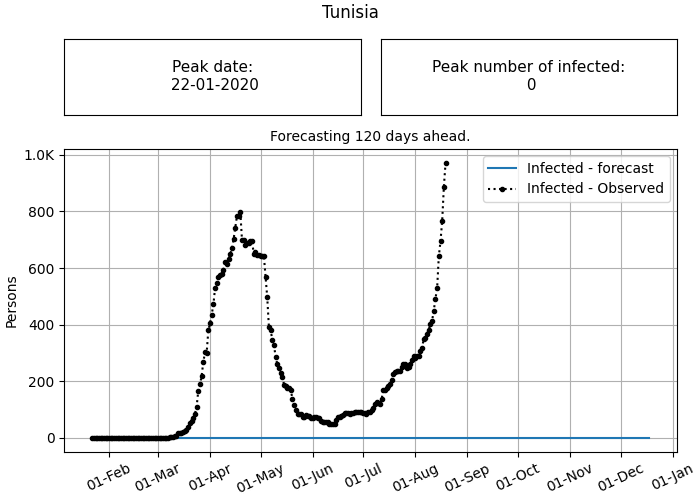 Tunisia
Peak date:
22-01-2020
Peak number of infected:
0
Forecasting 120 days ahead.
Infected - forecast
Infected - Observed
Persons
1.0K
800
600
400
200
0
01-Feb
01-Mar
01-Apr
01-May
01-Jun
01-Jul
01-Aug
01-Sep
01-Oct
01-Nov
01-Dec
01-Jan